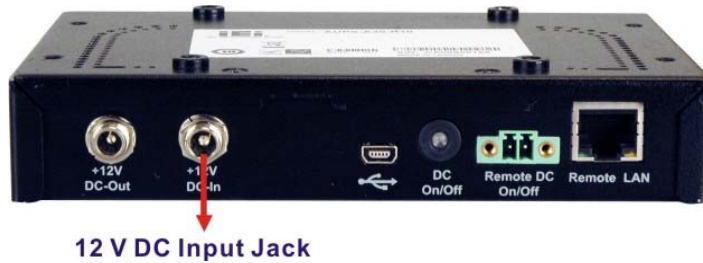 +12V
DC-Out
+12V
DC-In
DC
On/Off
Remote DC
On/Off
Remote LAN
12 V DC Input Jack